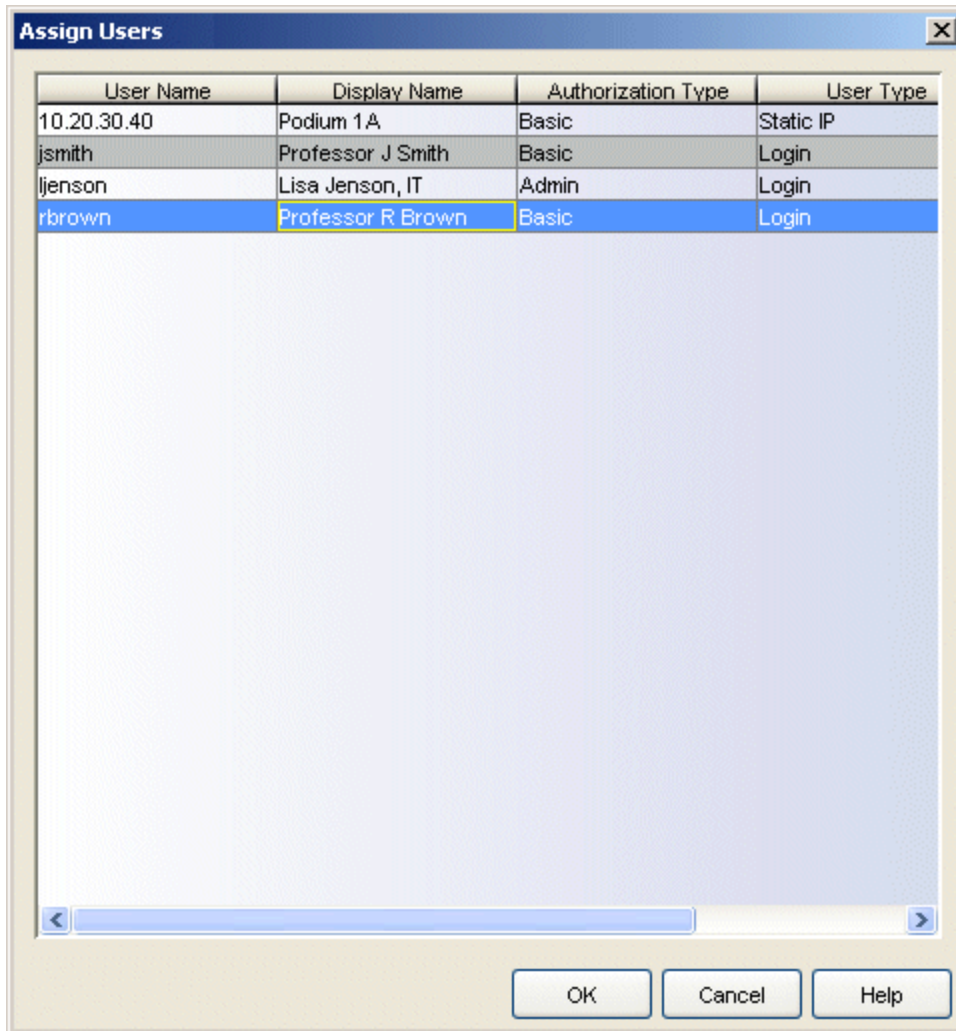 Assign Users
User Name Display Name Authorization Type User Type
10.20.30.40 Podium 1A Basic Static IP
jsmith Professor J Smith Basic Login
ljenson Lisa Jenson, IT Admin Login
rbrown Professor R Brown Basic Login
OK Cancel Help